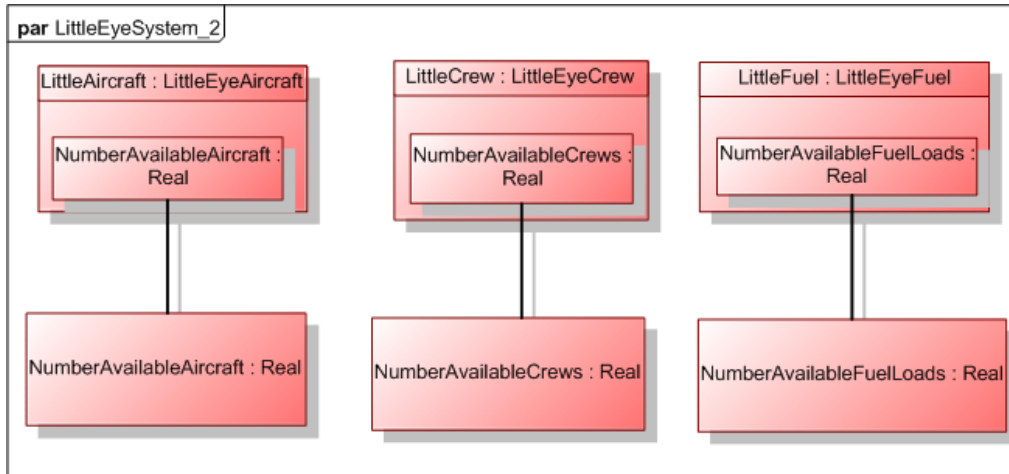 par LittleEyeSystem_2
LittleAircraft : LittleEyeAircraft
NumberAvailableAircraft :
Real
NumberAvailableAircraft : Real
LittleCrew : LittleEyeCrew
NumberAvailableCrews :
Real
NumberAvailableCrews : Real
LittleFuel : LittleEyeFuel
NumberAvailableFuelLoads :
Real
NumberAvailableFuelLoads : Real